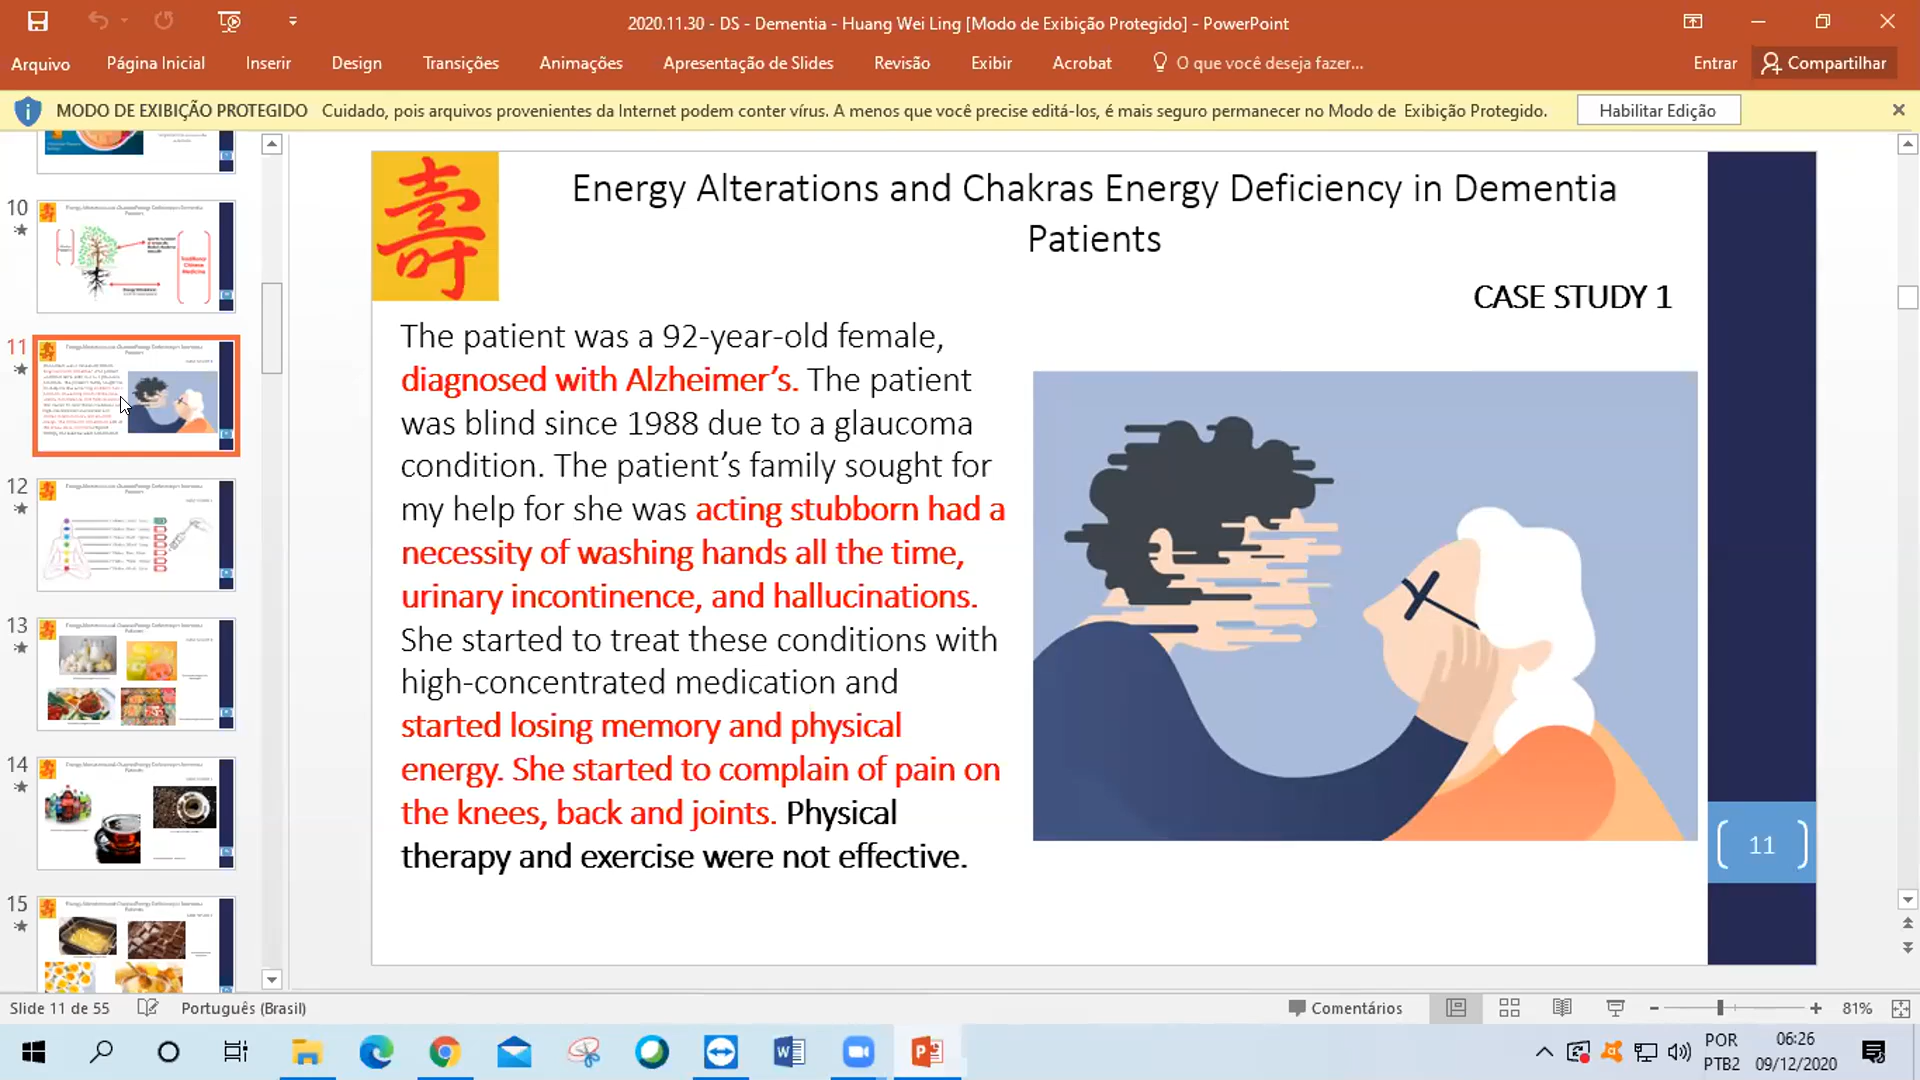 2020.11.30 - DS - Dementia - Huang Wei Ling [Modo de Exibição Protegido] - PowerPoint
Arquivo Página Inicial Inserir Design Transições Animações Apresentação de Slides Revisão Exibir Acrobat O que você deseja fazer... Entrar Compartilhar
MODO DE EXIBIÇÃO PROTEGIDO Cuidado, pois arquivos provenientes da Internet podem conter vírus. A menos que você precise editá-los, é mais seguro permanecer no Modo de Exibição Protegido. Habilitar Edição
10
Traditional
Chinese
Medicine
11
12
13
14
15
壽
Energy Alterations and Chakras Energy Deficiency in Dementia
Patients
CASE STUDY 1
The patient was a 92-year-old female,
diagnosed with Alzheimer’s. The patient
was blind since 1988 due to a glaucoma
condition. The patient’s family sought for
my help for she was acting stubborn had a
necessity of washing hands all the time,
urinary incontinence, and hallucinations.
She started to treat these conditions with
high-concentrated medication and
started losing memory and physical
energy. She started to complain of pain on
the knees, back and joints. Physical
therapy and exercise were not effective.
11
Slide 11 de 55 Português (Brasil) Comentários 81%
POR 06:26
PTB2 09/12/2020